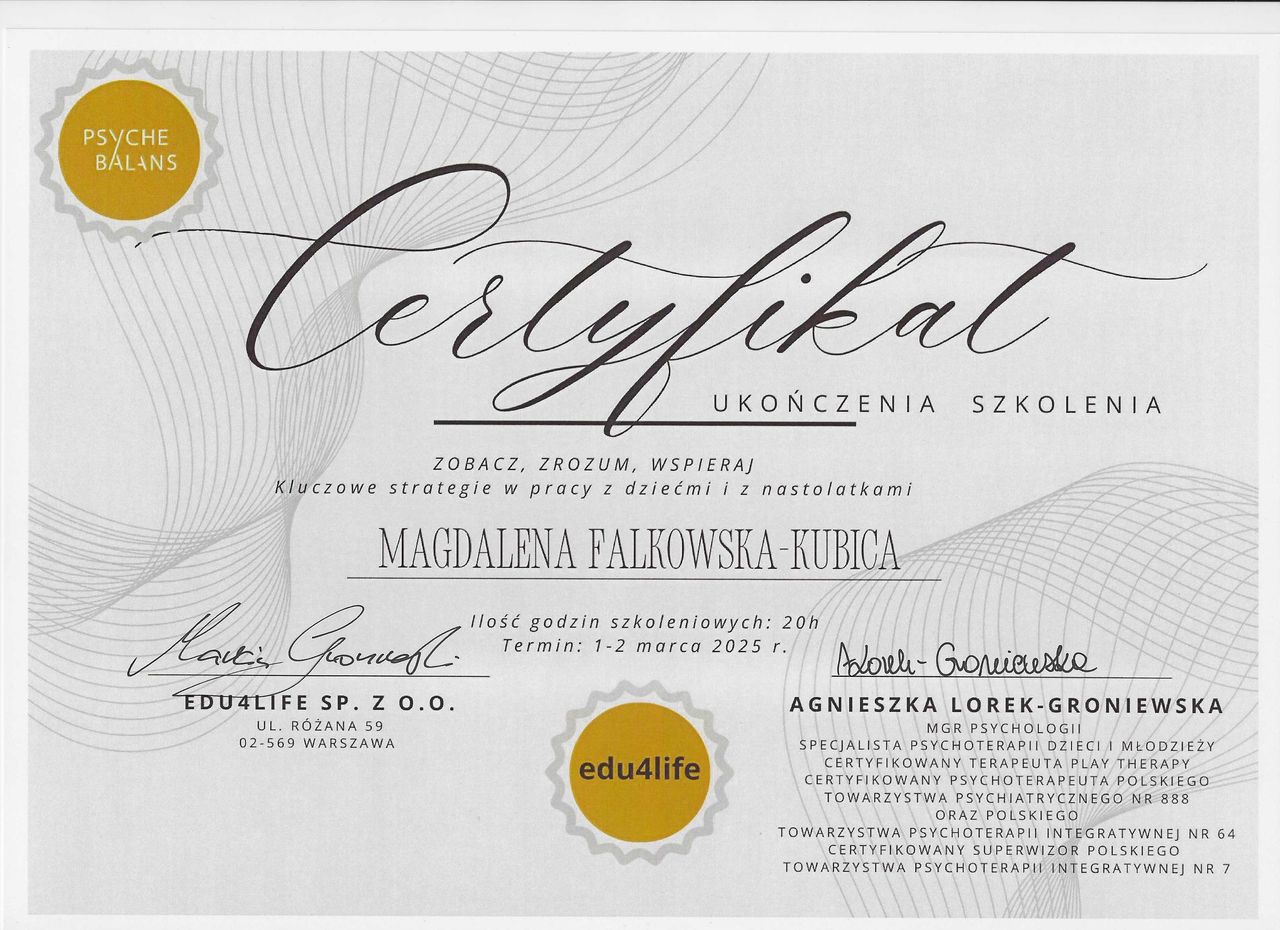 PSYCHE
BALANS
Certyfikat
UKOŃCZENIA SZKOLENIA
ZOBACZ, ZROZUM, WSPIERAJ
Kluczowe strategie w pracy z dziećmi i z nastolatkami
MAGDALENA FALKOWSKA-KUBICA
Ilość godzin szkoleniowych: 20h
Termin: 1-2 marca 2025 r.
EDU4LIFE SP. Z O.O.
UL. RÓŻANA 59
02-569 WARSZAWA
edu4life
ALorek-Groniewska
AGNIESZKA LOREK-GRONIEWSKA
MGR PSYCHOLOGII
SPECJALISTA PSYCHOTERAPII DZIECI I MŁODZIEŻY
CERTYFIKOWANY TERAPEUTA PLAY THERAPY
CERTYFIKOWANY PSYCHOTERAPEUTA POLSKIEGO
TOWARZYSTWA PSYCHIATRYCZNEGO NR 888
ORAZ POLSKIEGO
TOWARZYSTWA PSYCHOTERAPII INTEGRATYWNEJ NR 64
CERTYFIKOWANY SUPERWIZOR POLSKIEGO
TOWARZYSTWA PSYCHOTERAPII INTEGRATYWNEJ NR 7